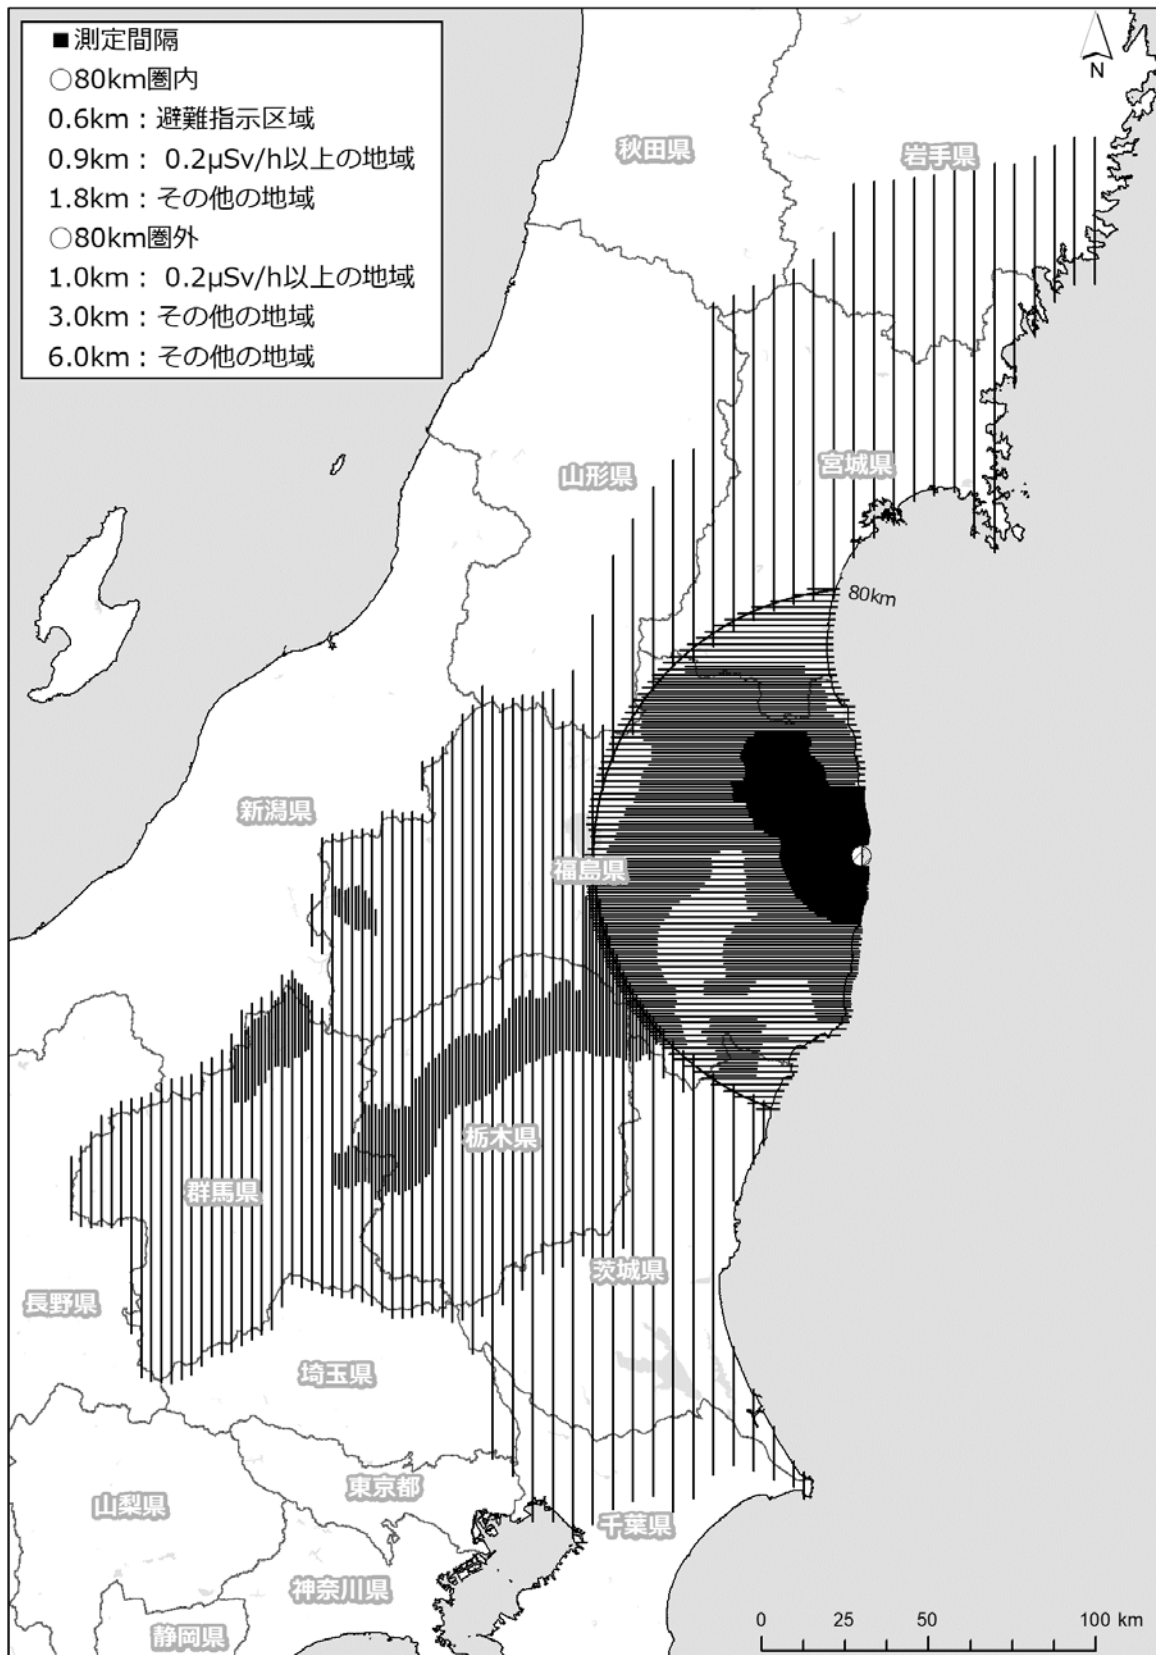 ■測定間隔
○80km圏内
0.6km：避難指示区域
0.9km： 0.2μSv/h以上の地域
1.8km：その他の地域
○80km圏外
1.0km： 0.2μSv/h以上の地域
3.0km：その他の地域
6.0km：その他の地域
N
秋田県
岩手県
山形県
宮城県
80km
新潟県
福島県
栃木県
群馬県
茨城県
長野県
埼玉県
東京都
山梨県
千葉県
神奈川県
静岡県
0 25 50 100 km